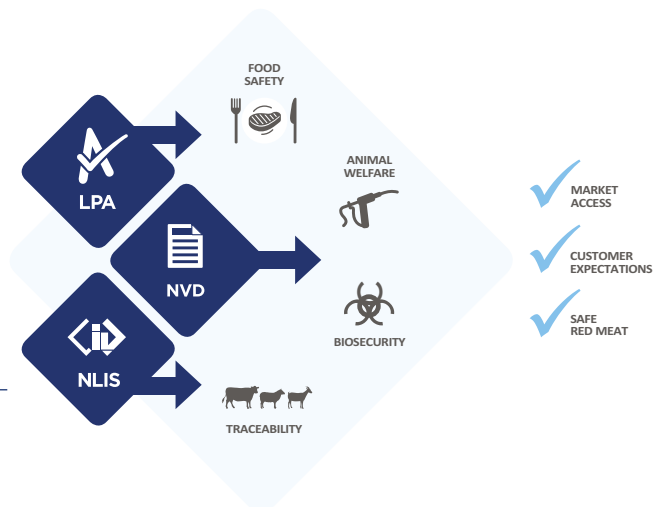 FOOD
SAFETY
ANIMAL
WELFARE
LPA
MARKET
ACCESS
NVD
CUSTOMER
EXPECTATIONS
SAFE
RED MEAT
BIOSECURITY
NLIS
TRACEABILITY